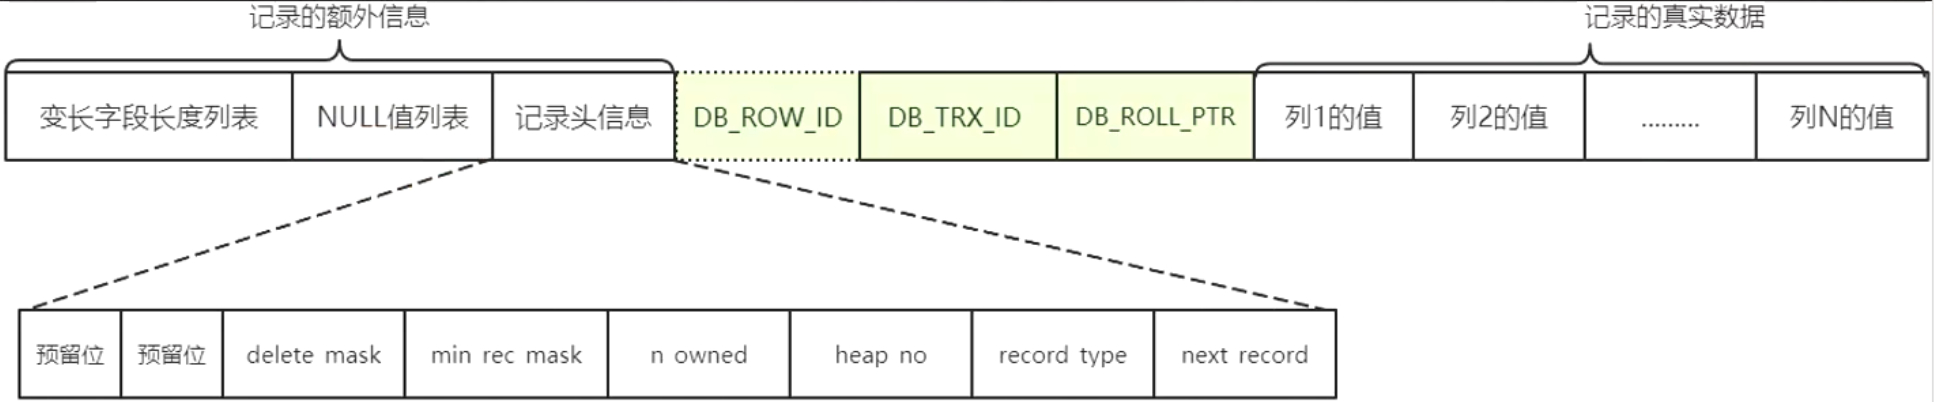 记录的额外信息
记录的真实数据
变长字段长度列表 NULL值列表 记录头信息 DB_ROW_ID DB_TRX_ID DB_ROLL_PTR 列1的值 列2的值 ......... 列N的值
预留位 预留位 delete mask min rec mask n owned heap no record type next record